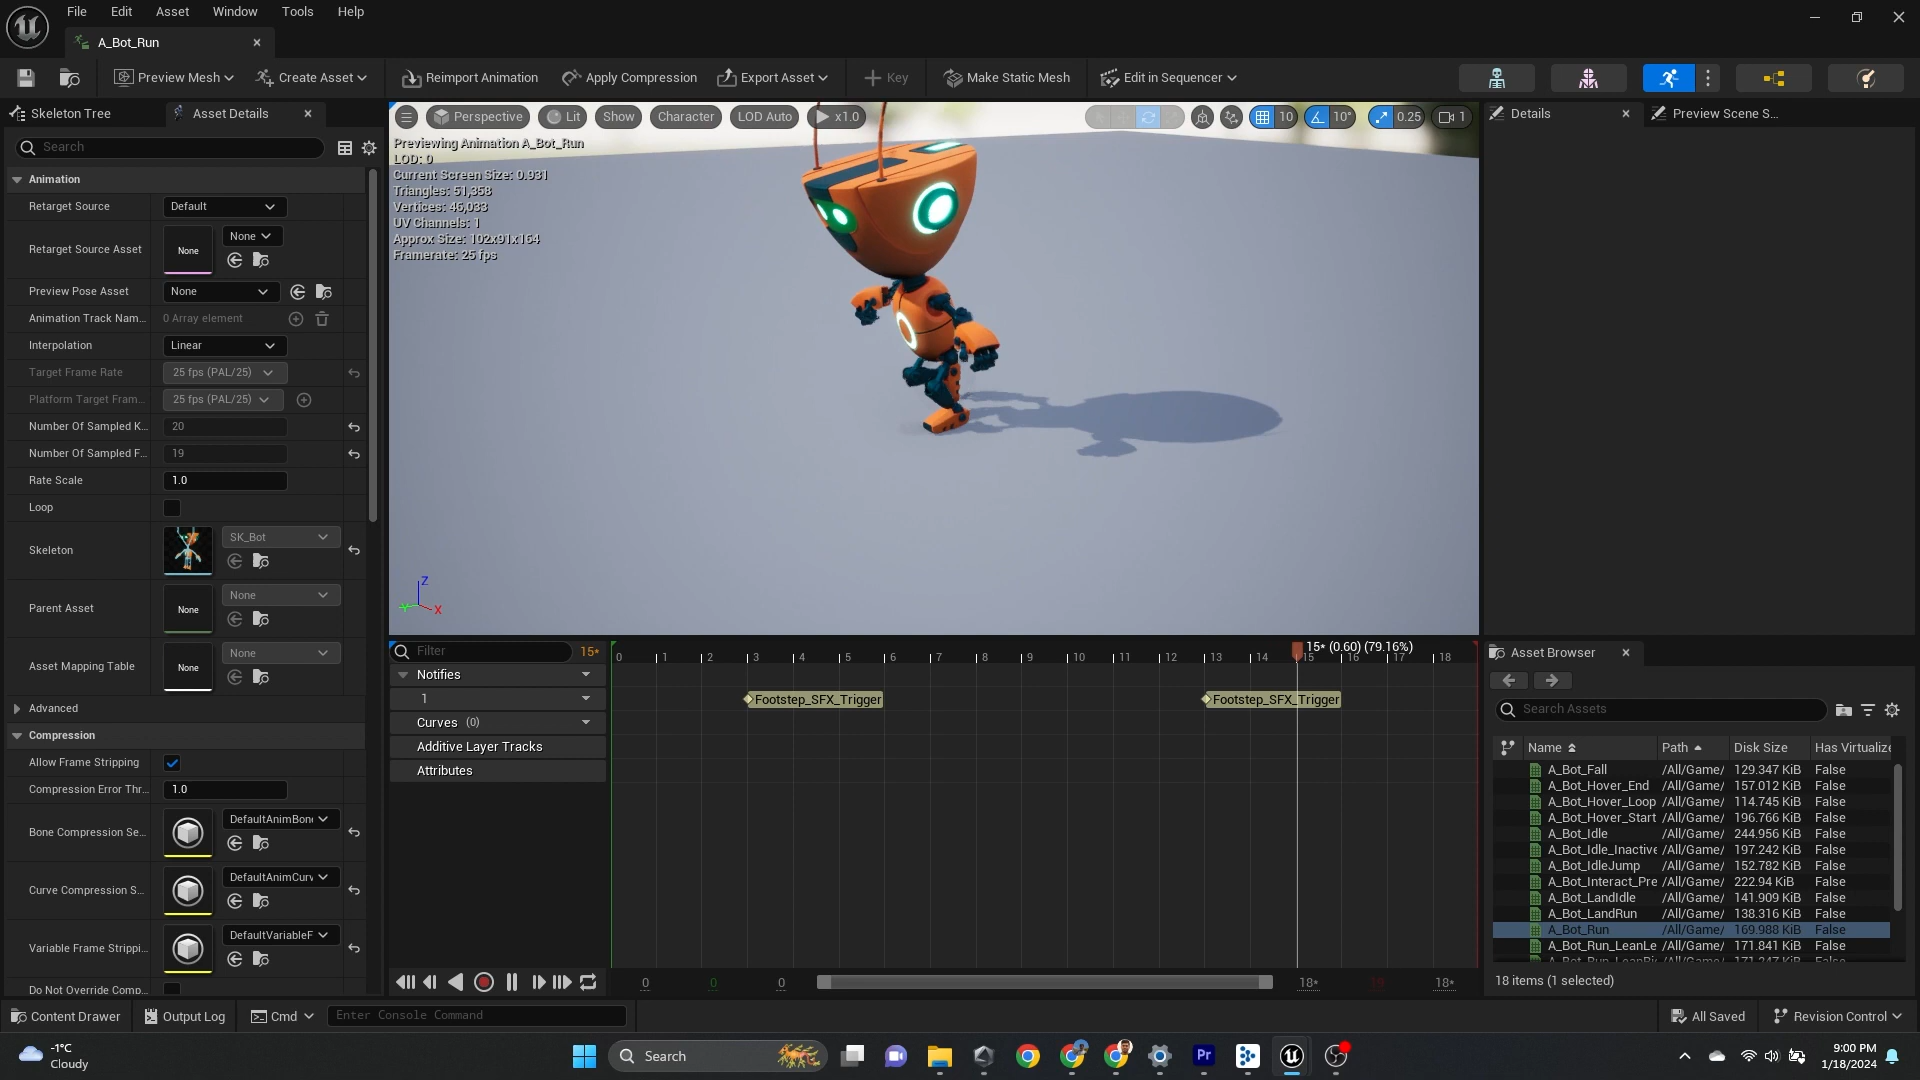 File Edit Asset Window Tools Help
A_Bot_Run
Preview Mesh Create Asset Reimport Animation Apply Compression Export Asset Key Make Static Mesh Edit in Sequencer
Skeleton Tree Asset Details
Search
Animation
Retarget Source Default
Retarget Source Asset None None
Preview Pose Asset None
Animation Track Nam... 0 Array element
Interpolation Linear
Target Frame Rate 25 fps (PAL/25)
Platform Target Fram... 25 fps (PAL/25)
Number Of Sampled K... 20
Number Of Sampled F... 19
Rate Scale 1.0
Loop
Skeleton SK_Bot
Parent Asset None None
Asset Mapping Table None None
Advanced
Compression
Allow Frame Stripping
Compression Error Thr... 1.0
Bone Compression Se... DefaultAnimBon
Curve Compression S... DefaultAnimCurv
Variable Frame Strippi... DefaultVariableF
Do Not Override Comp...
Perspective Lit Show Character LOD Auto x1.0 10 10° 0.25 1
Previewing Animation A_Bot_Run
LOD: 0
Current Screen Size: 0.931
Triangles: 51,358
Vertices: 46,033
UV Channels: 1
Approx Size: 102x91x164
Framerate: 25 fps
Z
Y X
Filter 15*
15* (0.60) (79.16%)
0 1 2 3 4 5 6 7 8 9 10 11 12 13 14 15 16 17 18
Notifies
1 Footstep_SFX_Trigger Footstep_SFX_Trigger
Curves (0)
Additive Layer Tracks
Attributes
0 0 0 18* 19 18*
Details Preview Scene S...
Asset Browser
Search Assets
Name Path Disk Size Has Virtualize
A_Bot_Fall /All/Game/ 129.347 KiB False
A_Bot_Hover_End /All/Game/ 157.012 KiB False
A_Bot_Hover_Loop /All/Game/ 114.745 KiB False
A_Bot_Hover_Start /All/Game/ 196.766 KiB False
A_Bot_Idle /All/Game/ 244.956 KiB False
A_Bot_Idle_Inactive /All/Game/ 197.242 KiB False
A_Bot_IdleJump /All/Game/ 152.782 KiB False
A_Bot_Interact_Pre /All/Game/ 222.94 KiB False
A_Bot_LandIdle /All/Game/ 141.909 KiB False
A_Bot_LandRun /All/Game/ 138.316 KiB False
A_Bot_Run /All/Game/ 169.988 KiB False
A_Bot_Run_LeanLe /All/Game/ 171.841 KiB False
18 items (1 selected)
Content Drawer Output Log Cmd Enter Console Command All Saved Revision Control
-1°C
Cloudy
Search
Pr
9:00 PM
1/18/2024